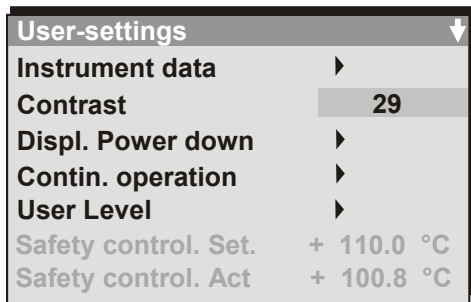 User-settings
Instrument data
Contrast 29
Displ. Power down
Contin. operation
User Level
Safety control. Set. + 110.0 °C
Safety control. Act + 100.8 °C